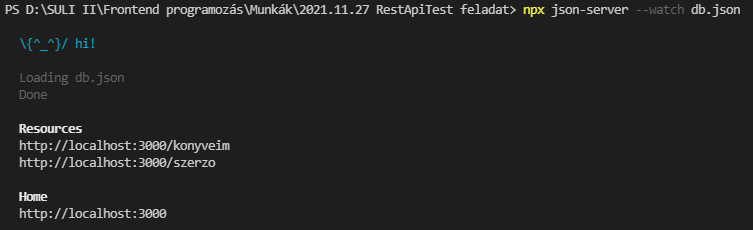 PS D:\SULI II\Frontend programozás\Munkák\2021.11.27 RestApiTest feladat> npx json-server --watch db.json
\{^_^}/ hi!
Loading db.json
Done
Resources
http://localhost:3000/konyveim
http://localhost:3000/szerzo
Home
http://localhost:3000